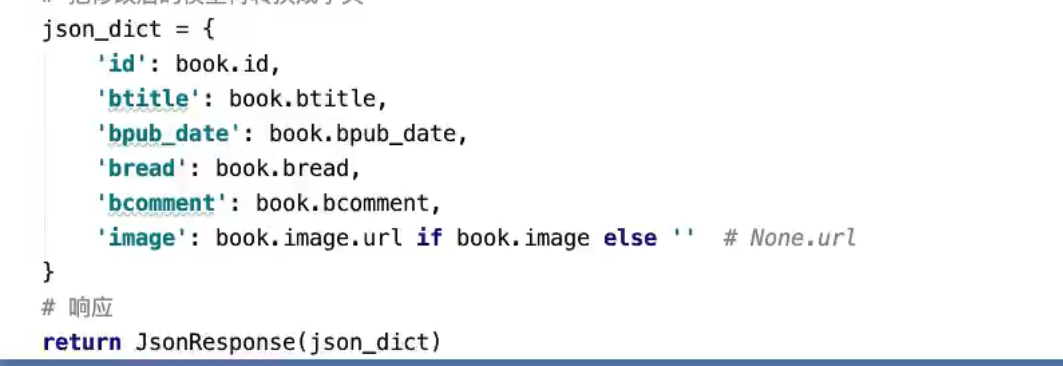 json_dict = {
    'id': book.id,
    'btitle': book.btitle,
    'bpub_date': book.bpub_date,
    'bread': book.bread,
    'bcomment': book.bcomment,
    'image': book.image.url if book.image else ''  # None.url
}
# 响应
return JsonResponse(json_dict)